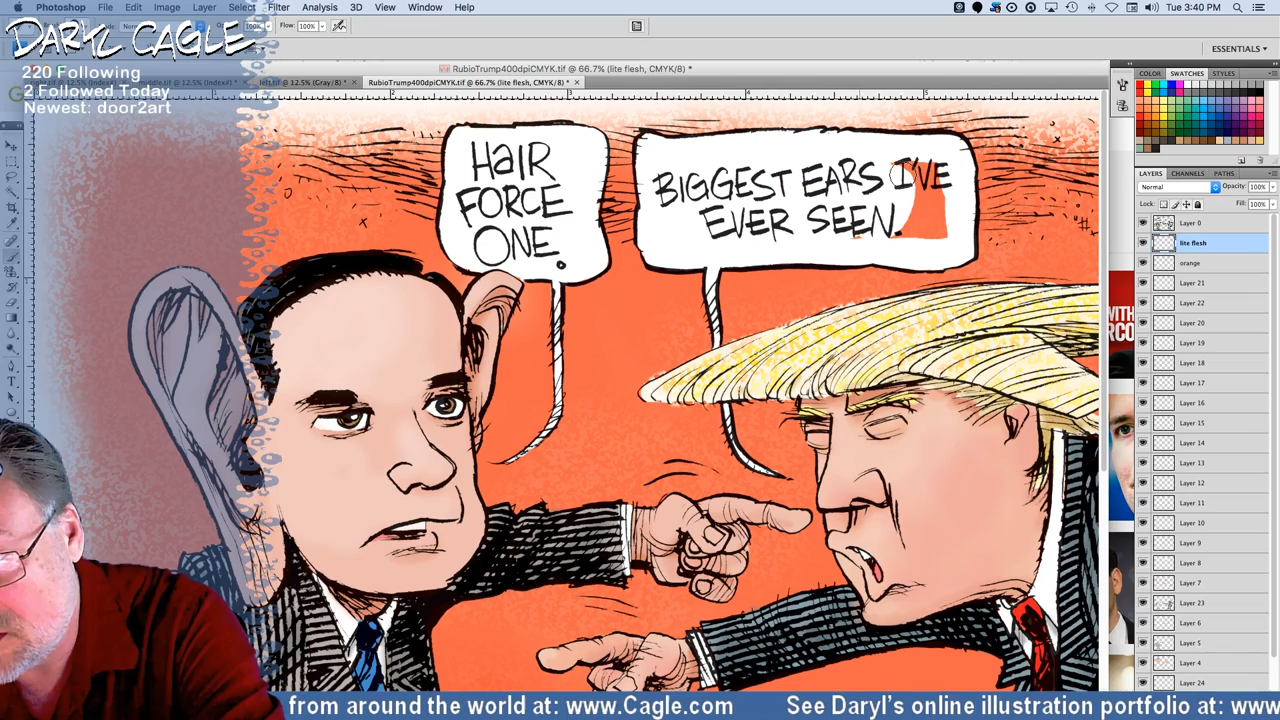 Photoshop File Edit Image Layer Select Filter Analysis 3D View Window Help
Tue 3:40 PM
Flow: 100%
DARYL CAGLE
ESSENTIALS
220 Following
2 Followed Today
Newest: door2art
RubioTrump400dpiCMYK.tif @ 66.7% (lite flesh, CMYK/8) *
RubioTrump400dpiCMYK.tif @ 66.7% (lite flesh, CMYK/8) *
HAIR
FORCE
ONE.
BIGGEST EARS I'VE
EVER SEEN.
COLOR SWATCHES STYLES
LAYERS CHANNELS PATHS
Normal Opacity: 100%
Lock: Fill: 100%
Layer 0
lite flesh
orange
Layer 21
Layer 22
Layer 20
Layer 19
Layer 18
Layer 17
Layer 16
Layer 15
Layer 14
Layer 13
Layer 12
Layer 11
Layer 10
Layer 9
Layer 8
Layer 7
Layer 23
Layer 6
Layer 5
Layer 4
Layer 24
WITH
RCO
from around the world at: www.Cagle.com See Daryl's online illustration portfolio at: www